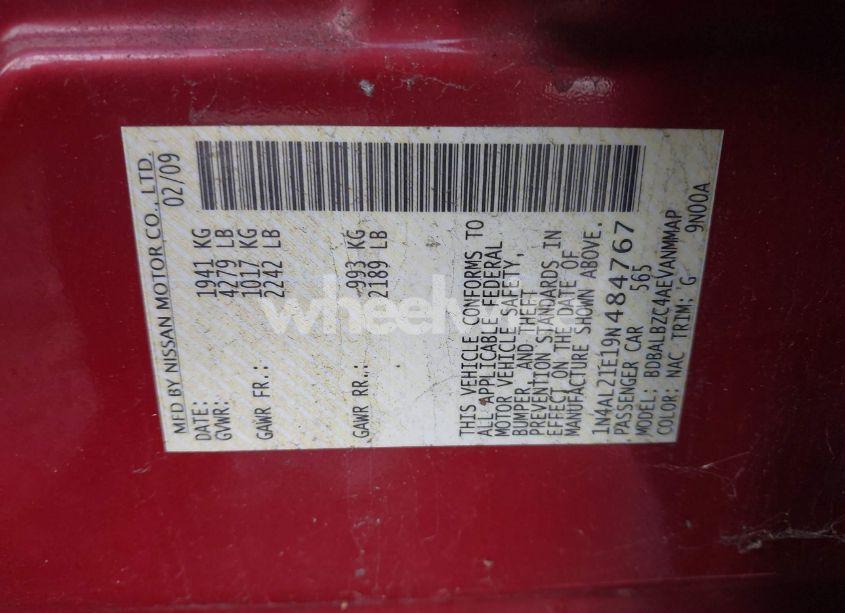 MFD BY NISSAN MOTOR CO., LTD.
DATE: 02/09
GVWR: 1941 KG
4279 LB
GAWR FR.: 1017 KG
2242 LB
GAWR RR.: 993 KG
2189 LB
THIS VEHICLE CONFORMS TO
ALL APPLICABLE FEDERAL
MOTOR VEHICLE SAFETY,
BUMPER, AND THEFT
PREVENTION STANDARDS IN
EFFECT ON THE DATE OF
MANUFACTURE SHOWN ABOVE.
1N4AL21E19N484767
PASSENGER CAR 565
MODEL: BDBALBZC4AEVANMMAP
COLOR: NAC TRIM: G 9N00A